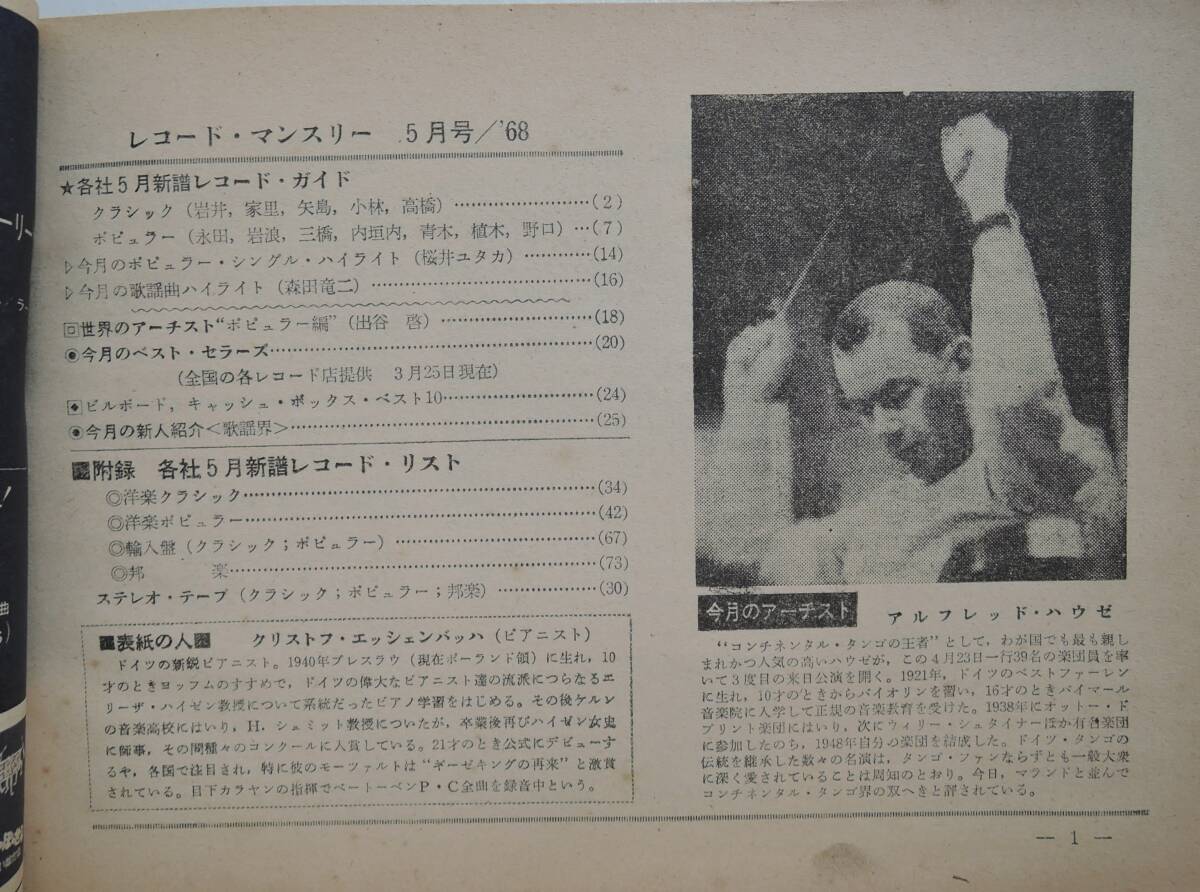 レコード・マンスリー 5月号／'68
★各社5月新譜レコード・ガイド
クラシック（岩井，家里，矢島，小林，高橋）……………………（2）
ポピュラー（永田，岩浪，三橋，内垣内，青木，植木，野口）…（7）
▷今月のポピュラー・シングル・ハイライト（桜井ユタカ）…………（14）
▷今月の歌謡曲ハイライト（森田竜二）……………………（16）
回世界のアーチスト“ポピュラー編”（出谷 啓）……………………（18）
◉今月のベスト・セラーズ……………………（20）
（全国の各レコード店提供 3月25日現在）
ビルボード，キャッシュ・ボックス・ベスト10……………………（24）
◉今月の新人紹介＜歌謡界＞……………………（25）
附録 各社5月新譜レコード・リスト
◎洋楽クラシック……………………（34）
◎洋楽ポピュラー……………………（42）
◎輸入盤（クラシック；ポピュラー）……………………（67）
◎邦 楽……………………（73）
ステレオ・テープ（クラシック；ポピュラー；邦楽）……………（30）
表紙の人 クリストフ・エッシェンバッハ（ピアニスト）
ドイツの新鋭ピアニスト。1940年ブレスラウ（現在ポーランド領）に生れ，10
才のときヨッフムのすすめで，ドイツの偉大なピアニスト達の流派につらなるエ
リーザ・ハイゼン教授について系統だったピアノ学習をはじめる。その後ケルン
の音楽高校にはいり，H．シュミット教授についたが，卒業後再びハイゼン女史
に師事，その間種々のコンクールに入賞している。21才のとき公式にデビューす
るや，各国で注目され，特に彼のモーツァルトは“ギーゼキングの再来”と激賞
されている。目下カラヤンの指揮でベートーベンP・C全曲を録音中という。
今月のアーチスト アルフレッド・ハウゼ
“コンチネンタル・タンゴの王者”として，わが国でも最も親し
まれかつ人気の高いハウゼが，この4月23日一行39名の楽団員を率
いて3度目の来日公演を開く。1921年，ドイツのベストファーレン
に生れ，10才のときからバイオリンを習い，16才のときバイマール
音楽院に入学して正規の音楽教育を受けた。1938年にオットー・ド
ブリント楽団にはいり，次にウィリー・シュタイナーほか有名楽団
に参加したのち，1948年自分の楽団を結成した。ドイツ・タンゴの
伝統を継承した数々の名演は，タンゴ・ファンならずとも一般大衆
に深く愛されていることは周知のとおり。今日，マランドと並んで
コンチネンタル・タンゴ界の双へきと評されている。
— 1 —